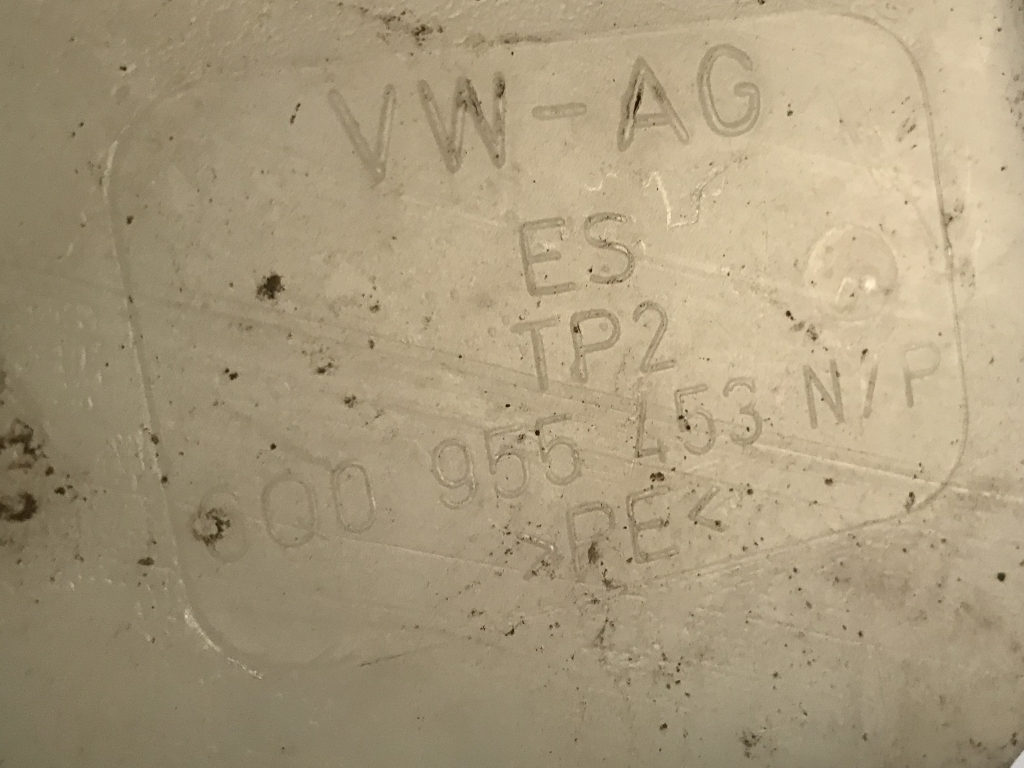 VW-AG
ES
TP2
6Q0 955 453 N/P
>PE<